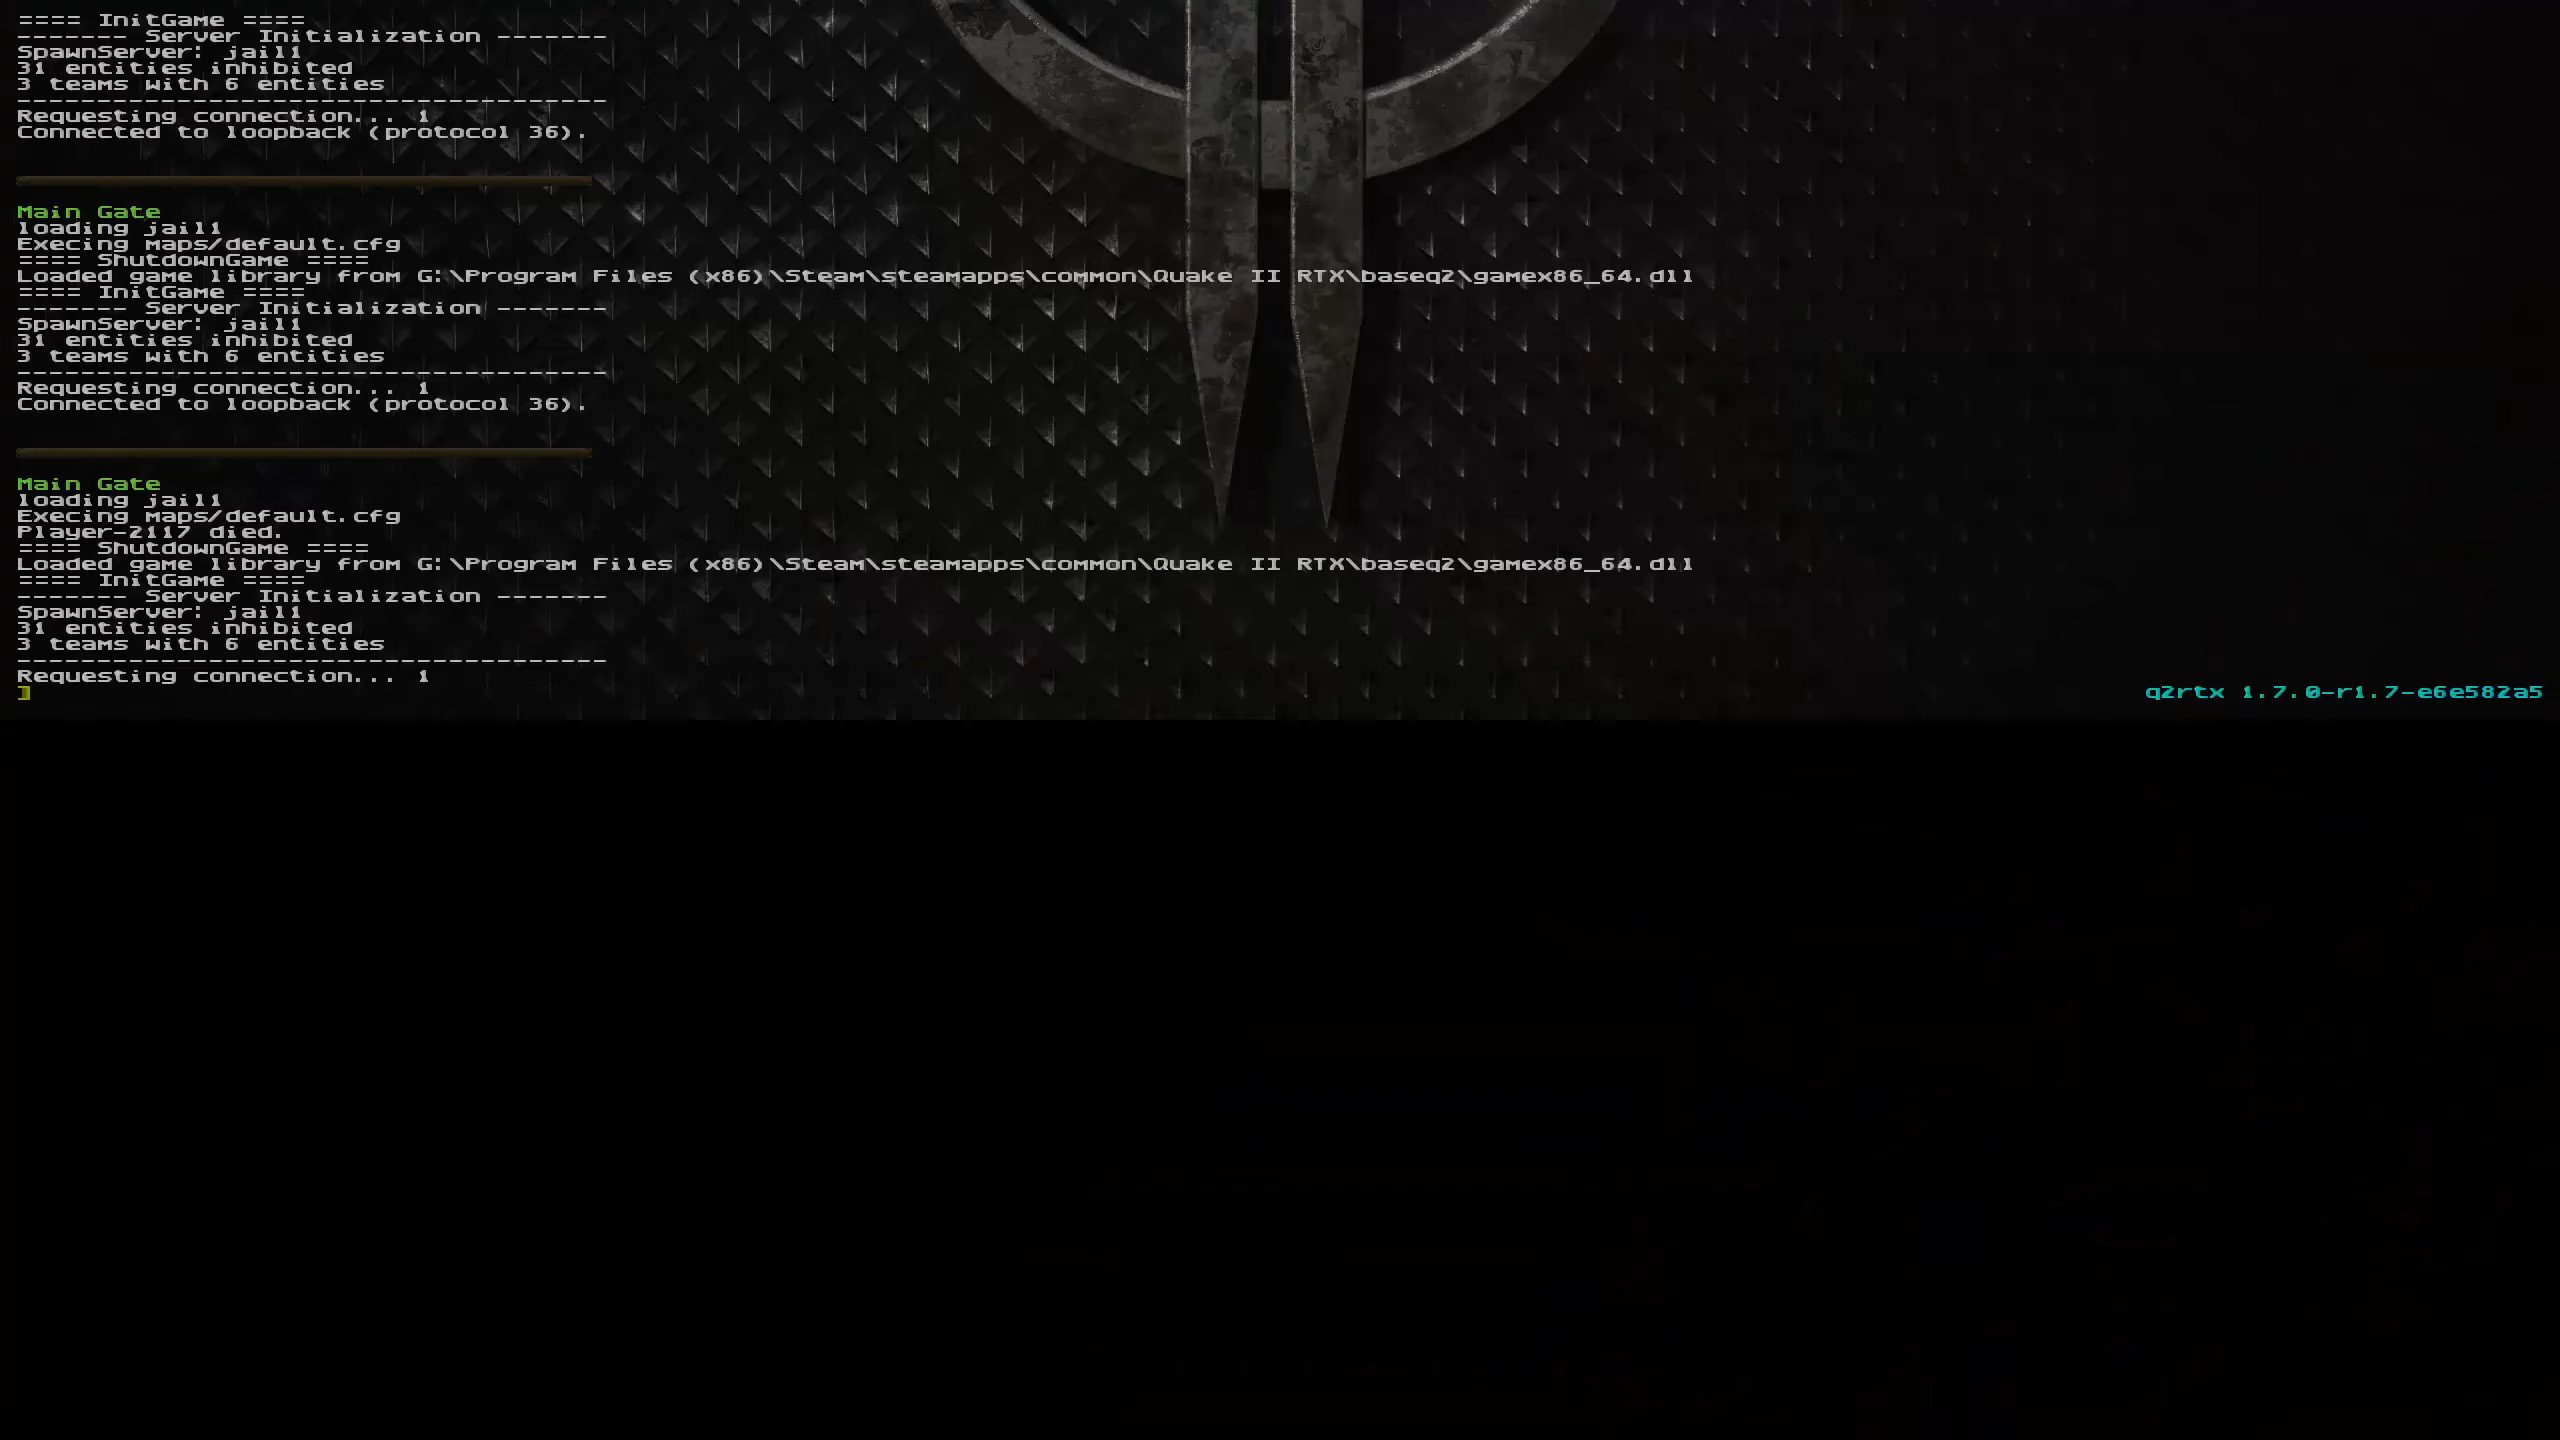 ==== InitGame ====
------- Server Initialization -------
SpawnServer: jail1
31 entities inhibited
3 teams with 6 entities
-------------------------------------
Requesting connection... 1
Connected to loopback (protocol 36).
Main Gate
loading jail1
Execing maps/default.cfg
==== ShutdownGame ====
Loaded game library from G:\Program Files (x86)\Steam\steamapps\common\Quake II RTX\baseq2\gamex86_64.dll
==== InitGame ====
------- Server Initialization -------
SpawnServer: jail1
31 entities inhibited
3 teams with 6 entities
-------------------------------------
Requesting connection... 1
Connected to loopback (protocol 36).
Main Gate
loading jail1
Execing maps/default.cfg
Player-2117 died.
==== ShutdownGame ====
Loaded game library from G:\Program Files (x86)\Steam\steamapps\common\Quake II RTX\baseq2\gamex86_64.dll
==== InitGame ====
------- Server Initialization -------
SpawnServer: jail1
31 entities inhibited
3 teams with 6 entities
-------------------------------------
Requesting connection... 1
]
q2rtx 1.7.0-r1.7-e6e582a5